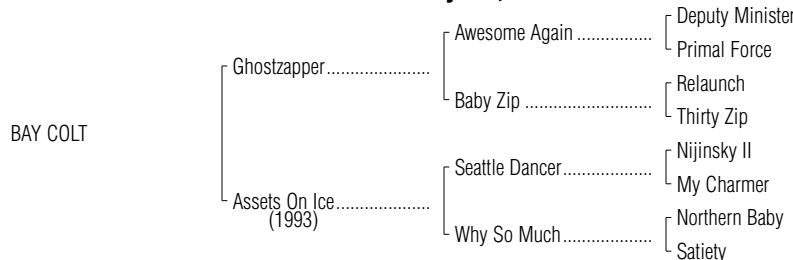 Awesome Again ................. Deputy Minister
Ghostzapper...................... Primal Force
Baby Zip ........................... Relaunch
Thirty Zip
BAY COLT
Seattle Dancer.................... Nijinsky II
Assets On Ice.................... My Charmer
(1993)
Why So Much.................... Northern Baby
Satiety